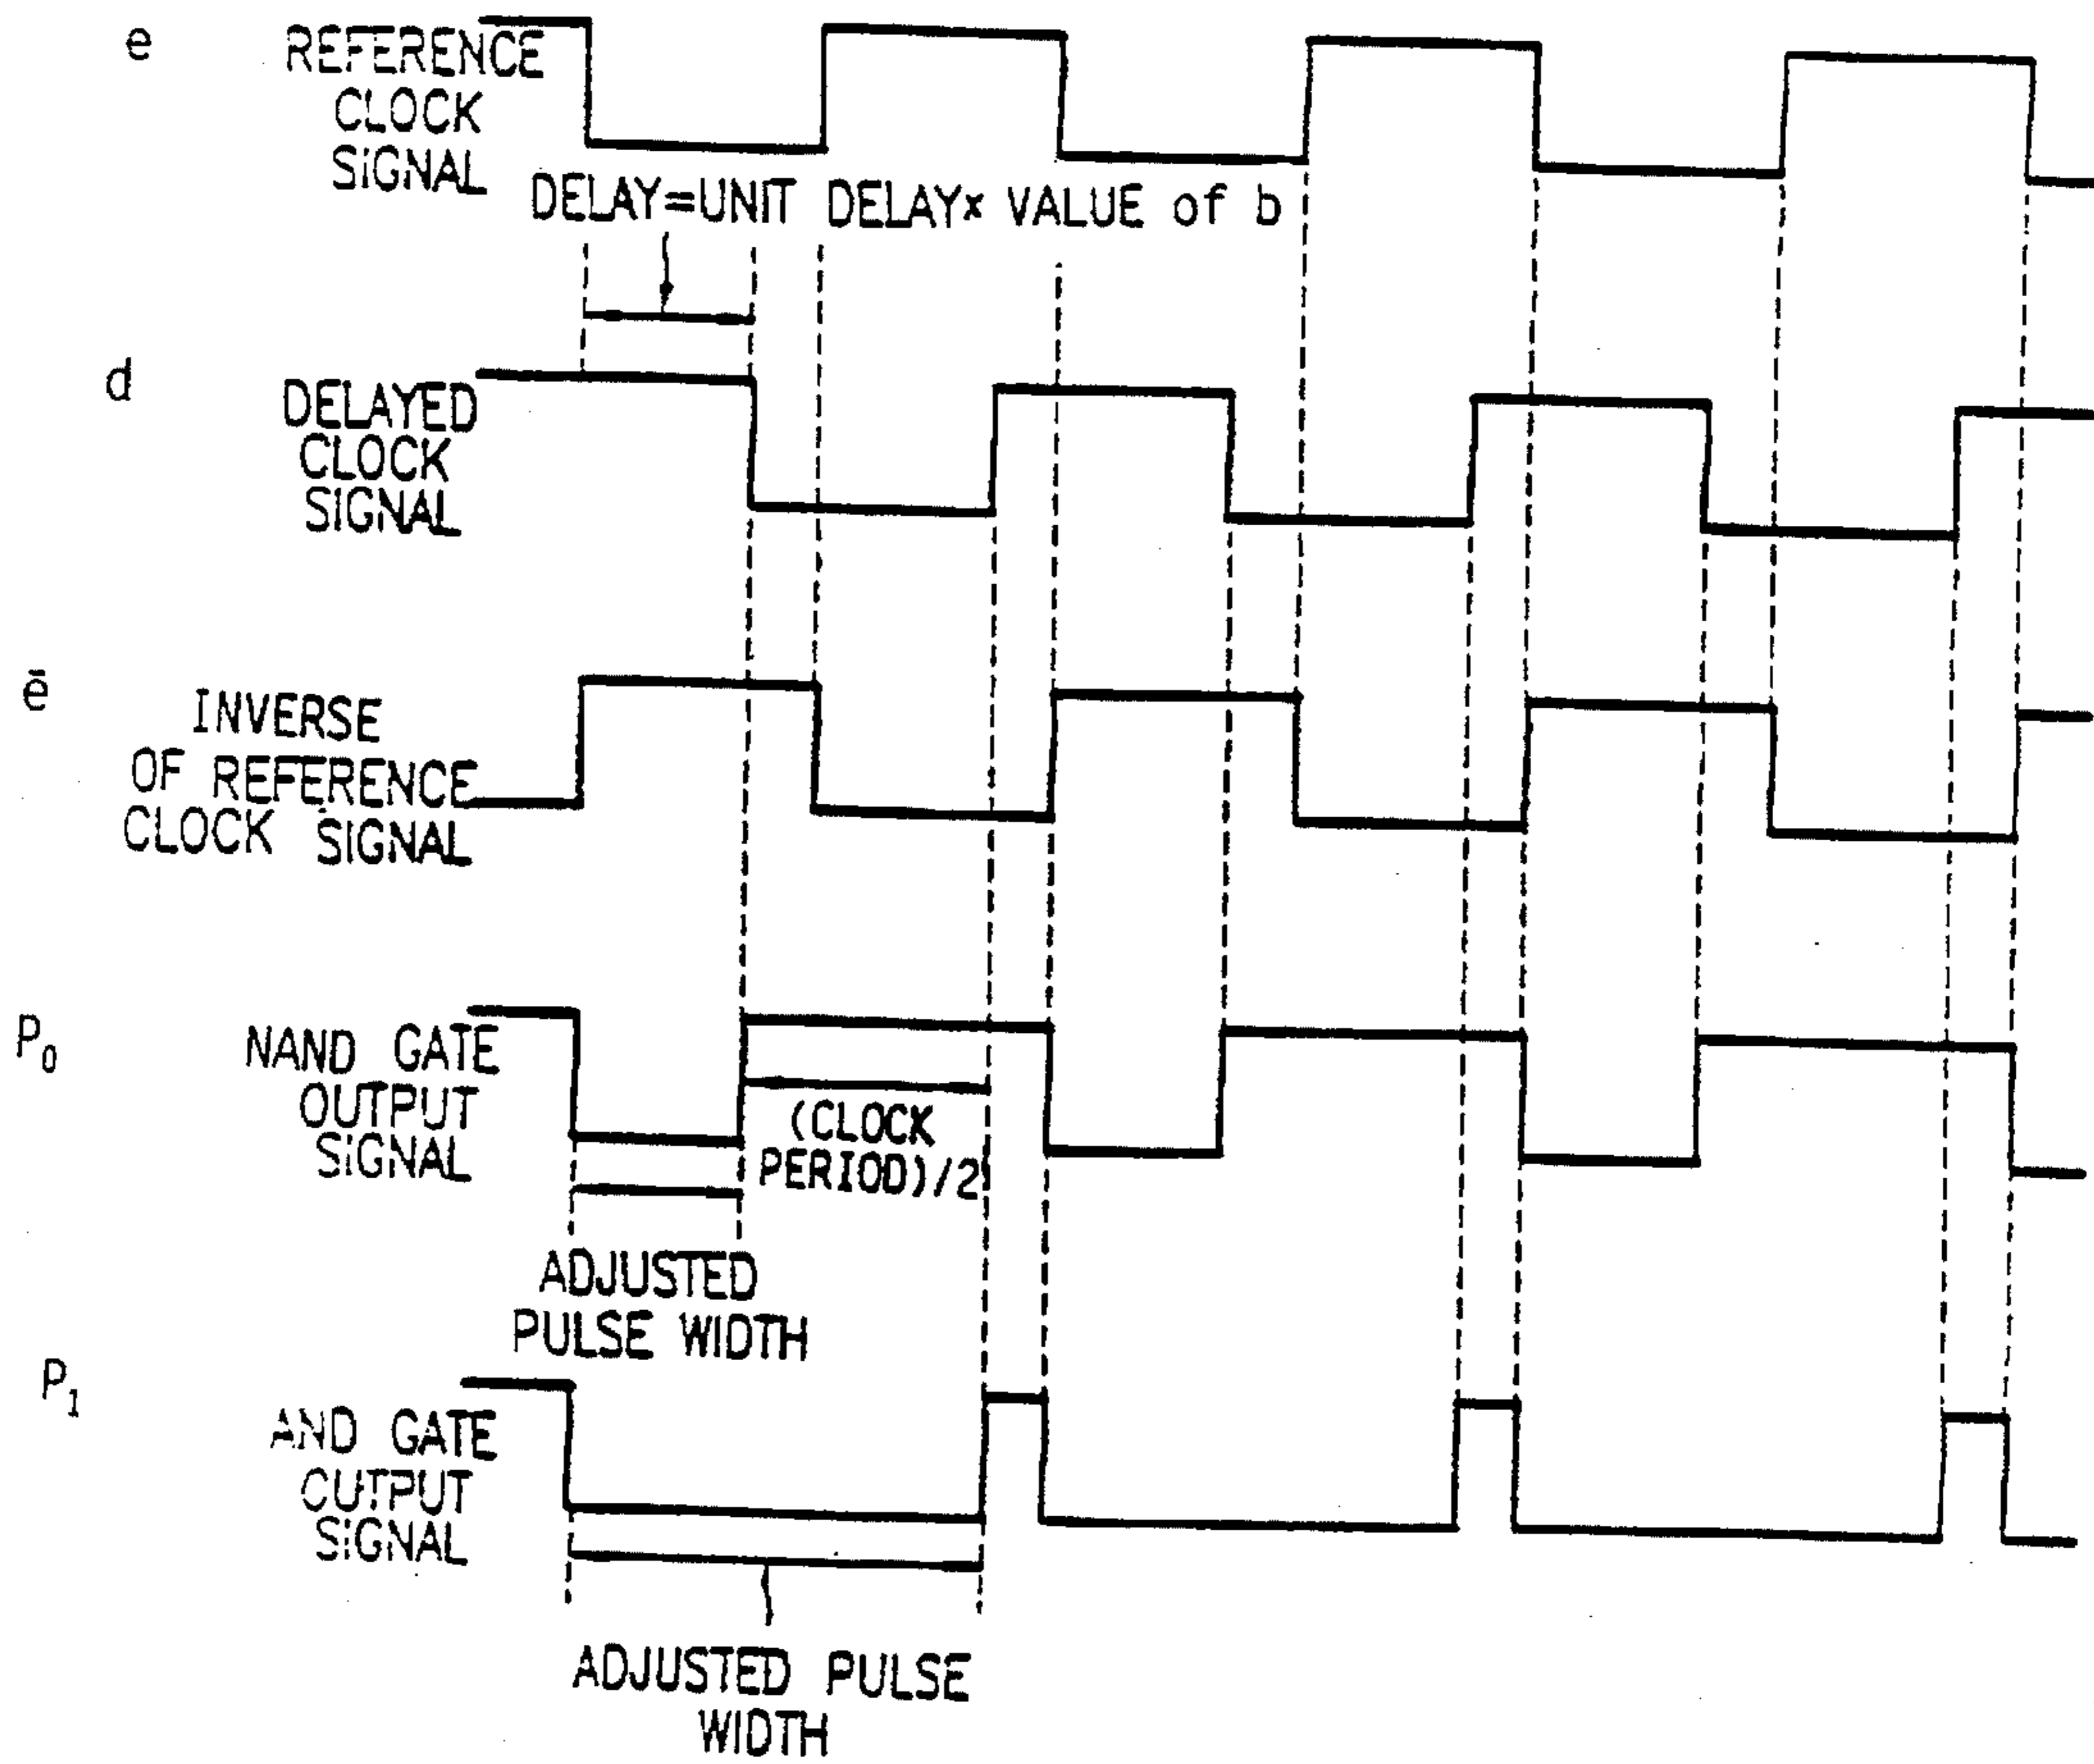 e
REFERENCE
CLOCK
SIGNAL
DELAY=UNIT DELAY× VALUE of b
d
DELAYED
CLOCK
SIGNAL
ē
INVERSE
OF REFERENCE
CLOCK SIGNAL
P₀
NAND GATE
OUTPUT
SIGNAL
(CLOCK
PERIOD)/2
ADJUSTED
PULSE WIDTH
P₁
AND GATE
OUTPUT
SIGNAL
ADJUSTED PULSE
WIDTH